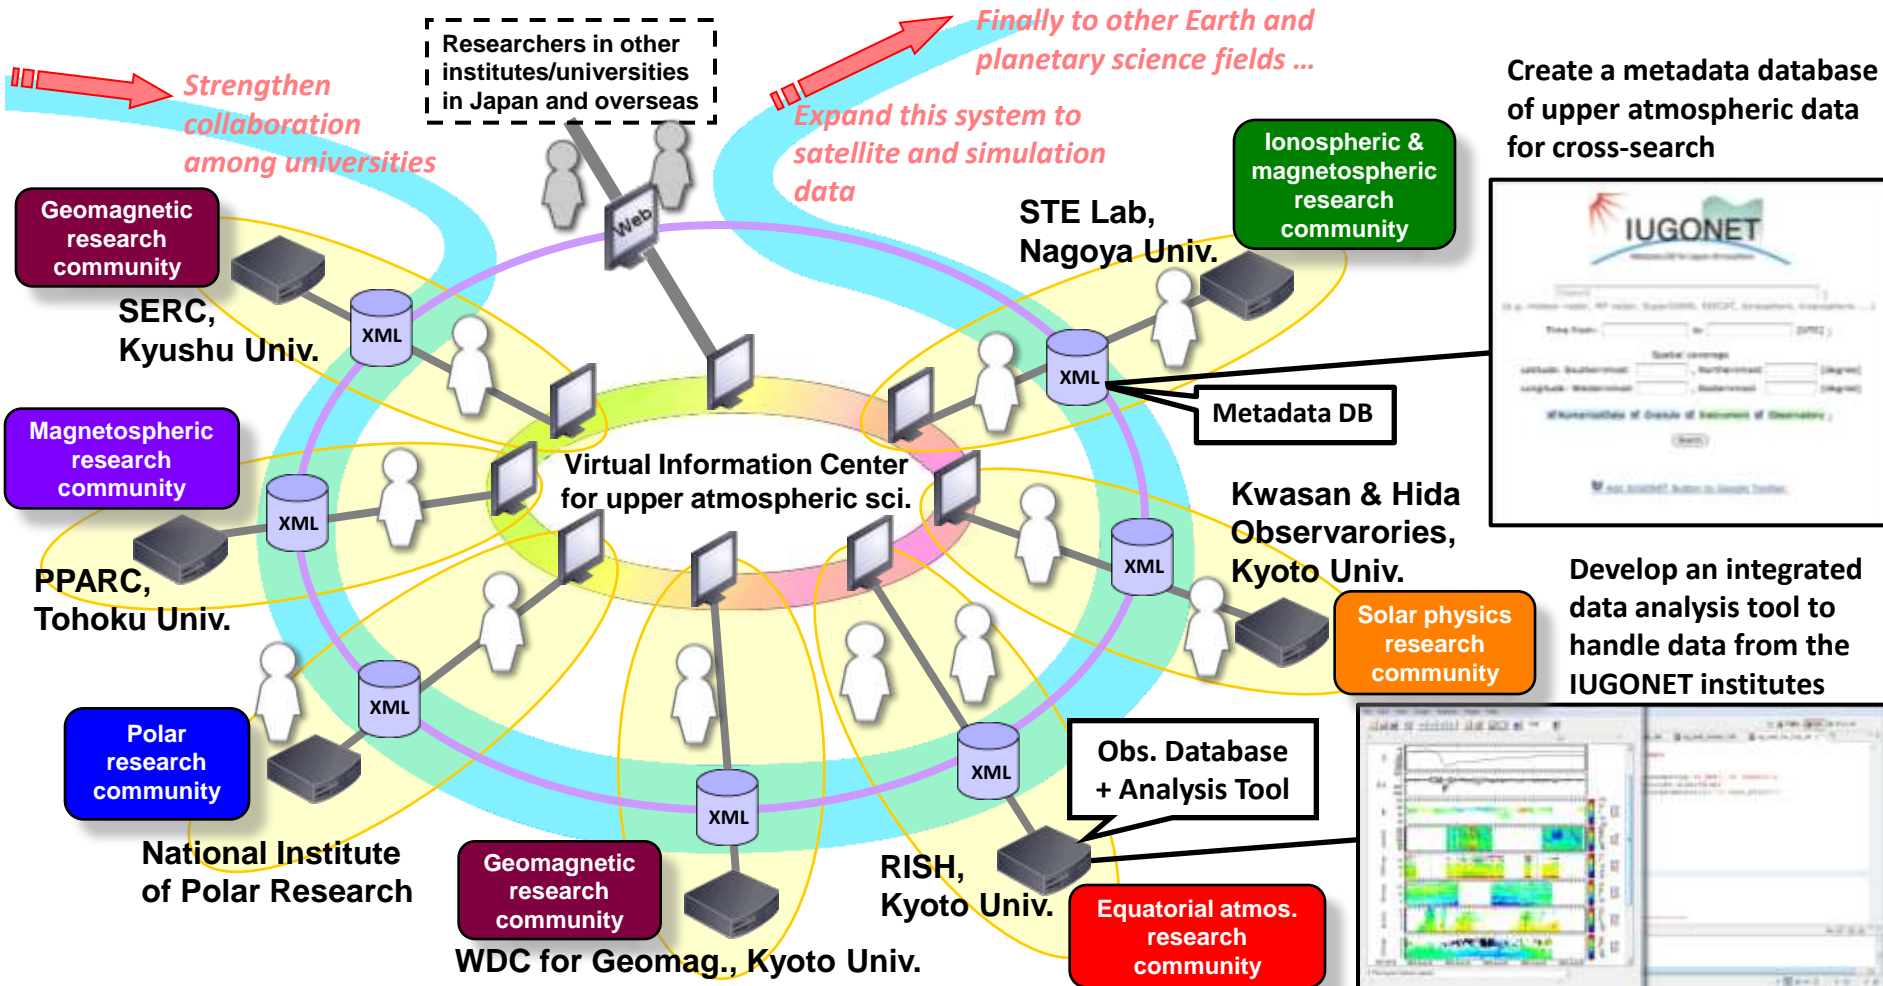 Researchers in other
institutes/universities
in Japan and overseas
Strengthen
collaboration
among universities
Finally to other Earth and
planetary science fields ...
Expand this system to
satellite and simulation
data
Create a metadata database
of upper atmospheric data
for cross-search
Geomagnetic
research
community
SERC,
Kyushu Univ.
XML
Web
STE Lab,
Nagoya Univ.
Ionospheric &
magnetospheric
research
community
XML
Metadata DB
IUGONET
Time from:
to
Spatial coverage
Search
Magnetospheric
research
community
XML
PPARC,
Tohoku Univ.
Virtual Information Center
for upper atmospheric sci.
Kwasan & Hida
Observarories,
Kyoto Univ.
XML
Solar physics
research
community
Develop an integrated
data analysis tool to
handle data from the
IUGONET institutes
XML
Polar
research
community
National Institute
of Polar Research
XML
Geomagnetic
research
community
WDC for Geomag., Kyoto Univ.
XML
Obs. Database
+ Analysis Tool
RISH,
Kyoto Univ.
Equatorial atmos.
research
community